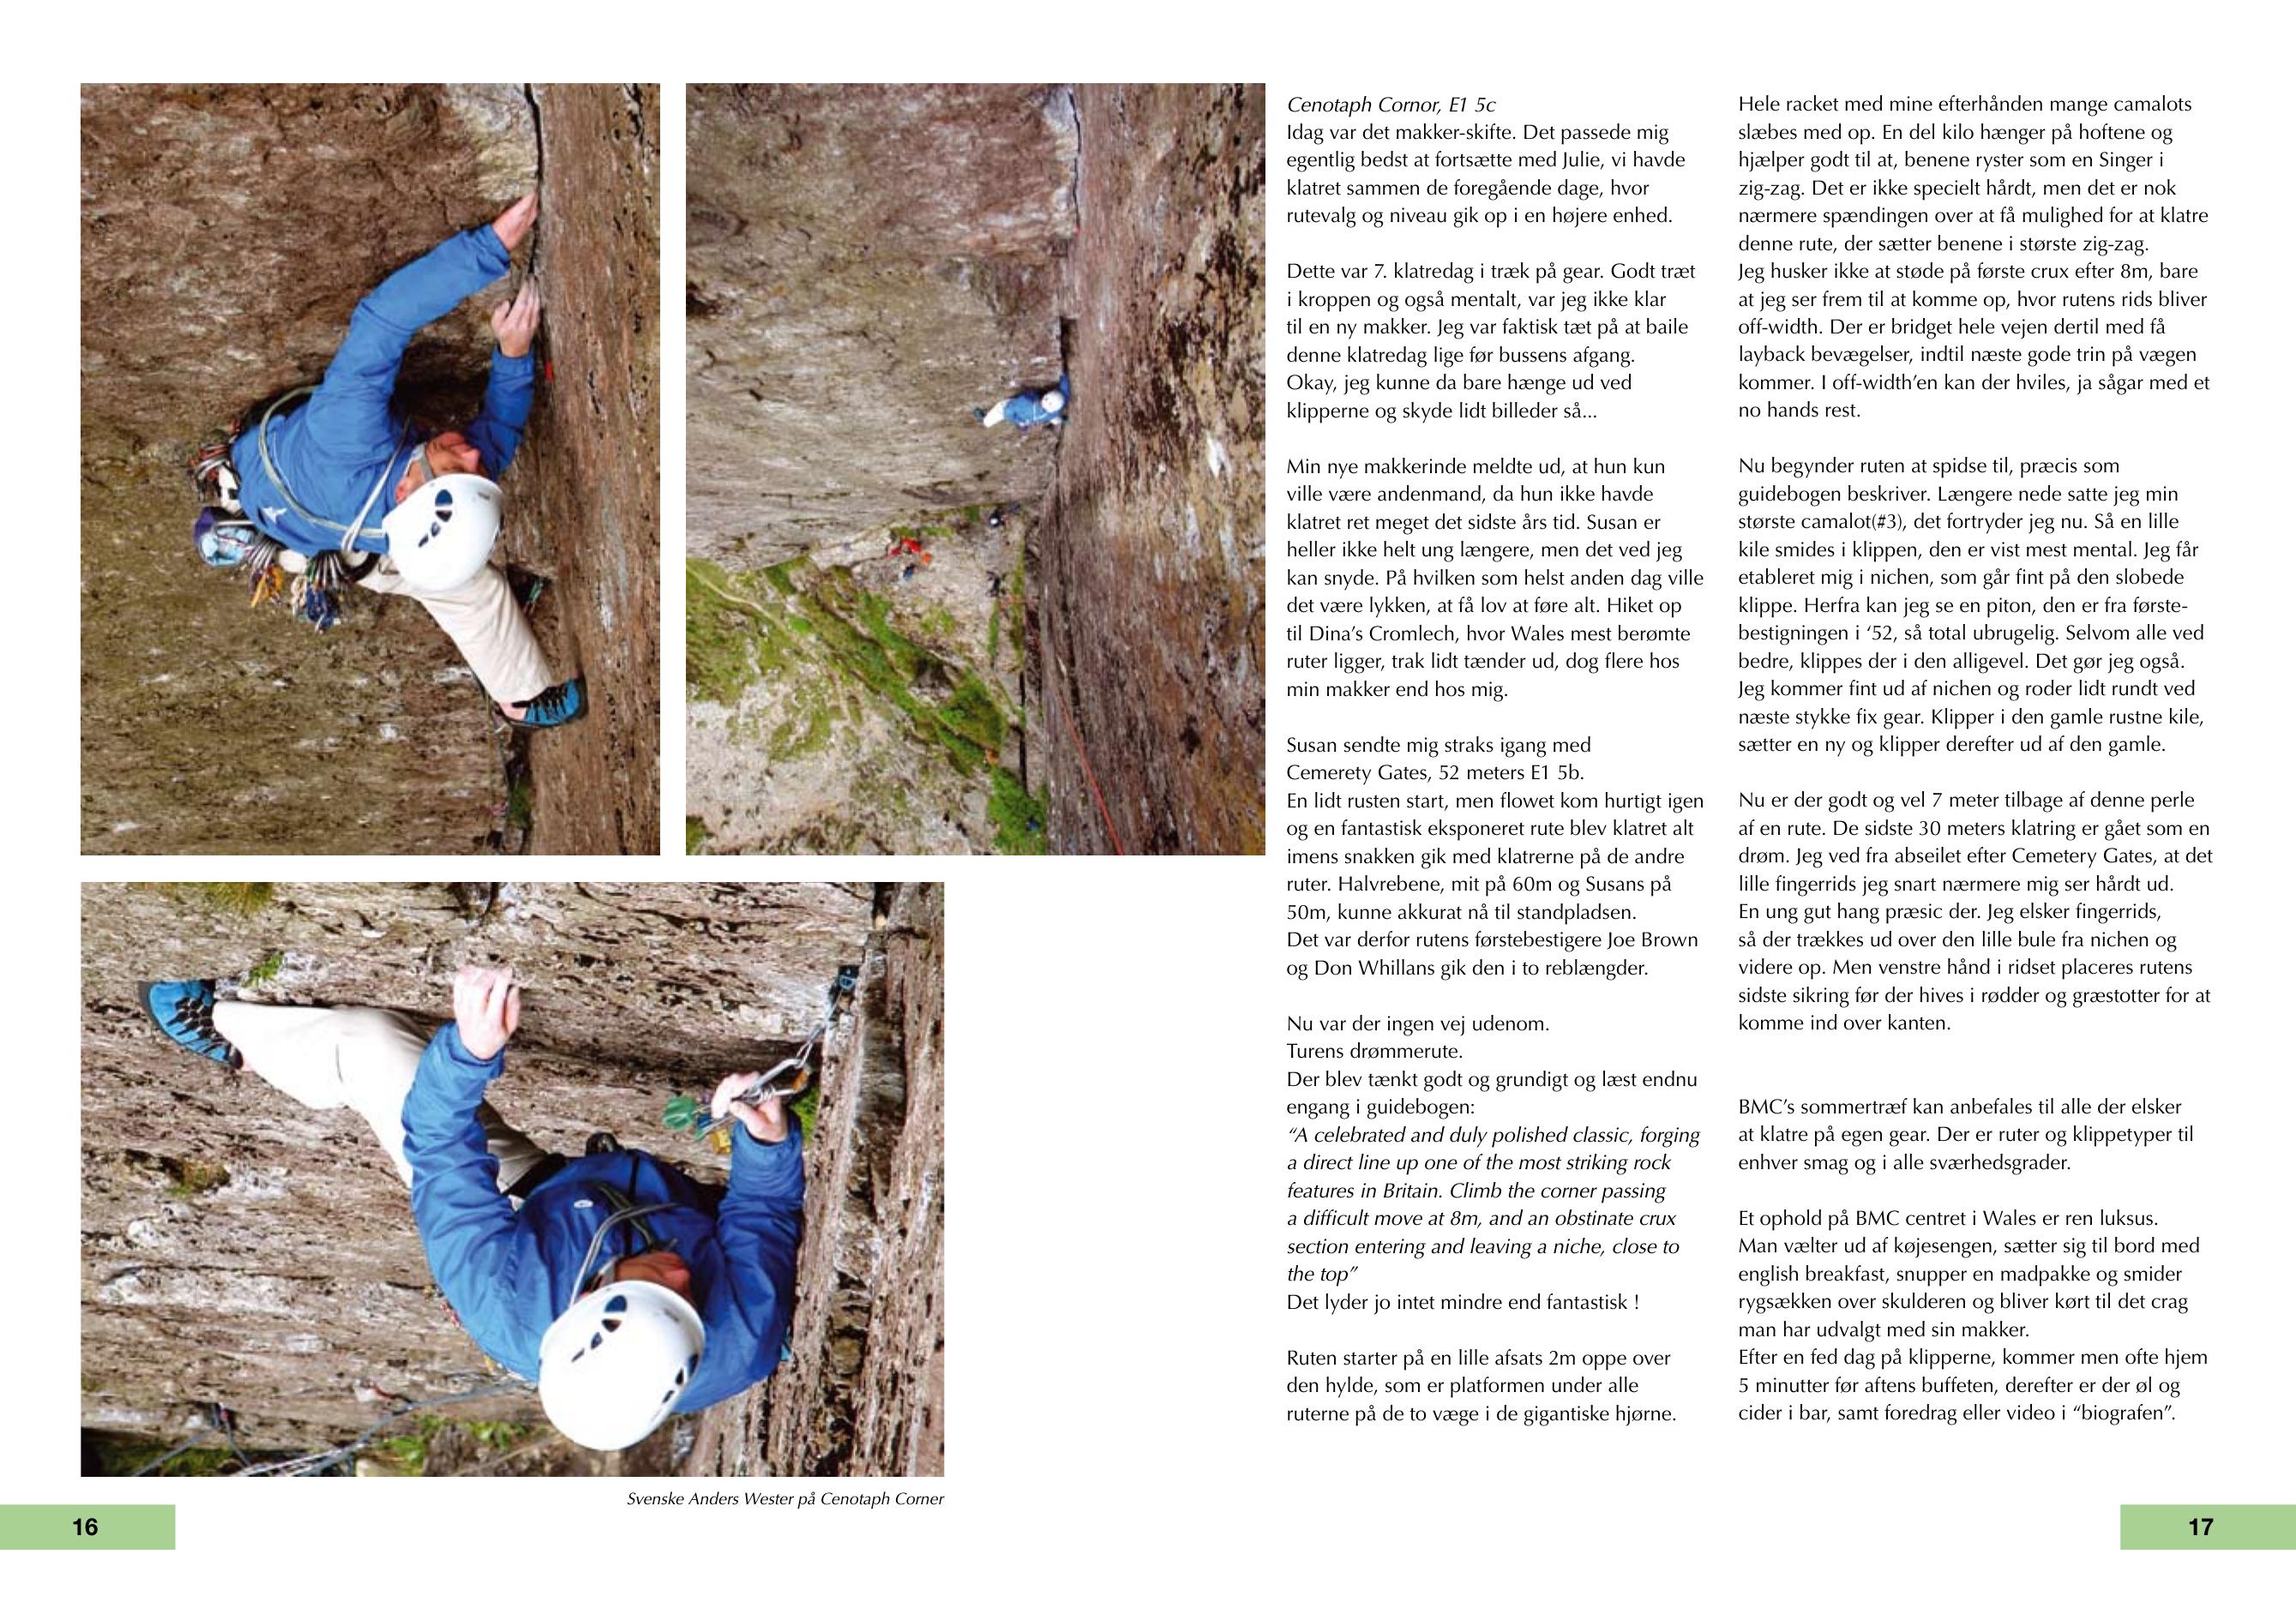 Cenotaph Cornor, E1 5c
Idag var det makker-skifte. Det passede mig
egentlig bedst at fortsætte med Julie, vi havde
klatret sammen de foregående dage, hvor
rutevalg og niveau gik op i en højere enhed.
Dette var 7. klatredag i træk på gear. Godt træt
i kroppen og også mentalt, var jeg ikke klar
til en ny makker. Jeg var faktisk tæt på at baile
denne klatredag lige før bussens afgang.
Okay, jeg kunne da bare hænge ud ved
klipperne og skyde lidt billeder så...
Min nye makkerinde meldte ud, at hun kun
ville være andenmand, da hun ikke havde
klatret ret meget det sidste års tid. Susan er
heller ikke helt ung længere, men det ved jeg
kan snyde. På hvilken som helst anden dag ville
det være lykken, at få lov at føre alt. Hiket op
til Dina's Cromlech, hvor Wales mest berømte
ruter ligger, trak lidt tænder ud, dog flere hos
min makker end hos mig.
Susan sendte mig straks igang med
Cemerety Gates, 52 meters E1 5b.
En lidt rusten start, men flowet kom hurtigt igen
og en fantastisk eksponeret rute blev klatret alt
imens snakken gik med klatrerne på de andre
ruter. Halvrebene, mit på 60m og Susans på
50m, kunne akkurat nå til standpladsen.
Det var derfor rutens førstebestigere Joe Brown
og Don Whillans gik den i to reblængder.
Nu var der ingen vej udenom.
Turens drømmerute.
Der blev tænkt godt og grundigt og læst endnu
engang i guidebogen:
“A celebrated and duly polished classic, forging
a direct line up one of the most striking rock
features in Britain. Climb the corner passing
a difficult move at 8m, and an obstinate crux
section entering and leaving a niche, close to
the top”
Det lyder jo intet mindre end fantastisk !
Ruten starter på en lille afsats 2m oppe over
den hylde, som er platformen under alle
ruterne på de to væge i de gigantiske hjørne.
Hele racket med mine efterhånden mange camalots
slæbes med op. En del kilo hænger på hoftene og
hjælper godt til at, benene ryster som en Singer i
zig-zag. Det er ikke specielt hårdt, men det er nok
nærmere spændingen over at få mulighed for at klatre
denne rute, der sætter benene i største zig-zag.
Jeg husker ikke at støde på første crux efter 8m, bare
at jeg ser frem til at komme op, hvor rutens rids bliver
off-width. Der er bridget hele vejen dertil med få
layback bevægelser, indtil næste gode trin på vægen
kommer. I off-width’en kan der hviles, ja sågar med et
no hands rest.
Nu begynder ruten at spidse til, præcis som
guidebogen beskriver. Længere nede satte jeg min
største camalot(#3), det fortryder jeg nu. Så en lille
kile smides i klippen, den er vist mest mental. Jeg får
etableret mig i nichen, som går fint på den slobede
klippe. Herfra kan jeg se en piton, den er fra første-
bestigningen i ‘52, så total ubrugelig. Selvom alle ved
bedre, klippes der i den alligevel. Det gør jeg også.
Jeg kommer fint ud af nichen og roder lidt rundt ved
næste stykke fix gear. Klipper i den gamle rustne kile,
sætter en ny og klipper derefter ud af den gamle.
Nu er der godt og vel 7 meter tilbage af denne perle
af en rute. De sidste 30 meters klatring er gået som en
drøm. Jeg ved fra abseilet efter Cemetery Gates, at det
lille fingerrids jeg snart nærmere mig ser hårdt ud.
En ung gut hang præsic der. Jeg elsker fingerrids,
så der trækkes ud over den lille bule fra nichen og
videre op. Men venstre hånd i ridset placeres rutens
sidste sikring før der hives i rødder og græstotter for at
komme ind over kanten.
BMC’s sommertræf kan anbefales til alle der elsker
at klatre på egen gear. Der er ruter og klippetyper til
enhver smag og i alle sværhedsgrader.
Et ophold på BMC centret i Wales er ren luksus.
Man vælter ud af køjesengen, sætter sig til bord med
english breakfast, snupper en madpakke og smider
rygsækken over skulderen og bliver kørt til det crag
man har udvalgt med sin makker.
Efter en fed dag på klipperne, kommer men ofte hjem
5 minutter før aftens buffeten, derefter er der øl og
cider i bar, samt foredrag eller video i “biografen”.
Svenske Anders Wester på Cenotaph Corner
16
17